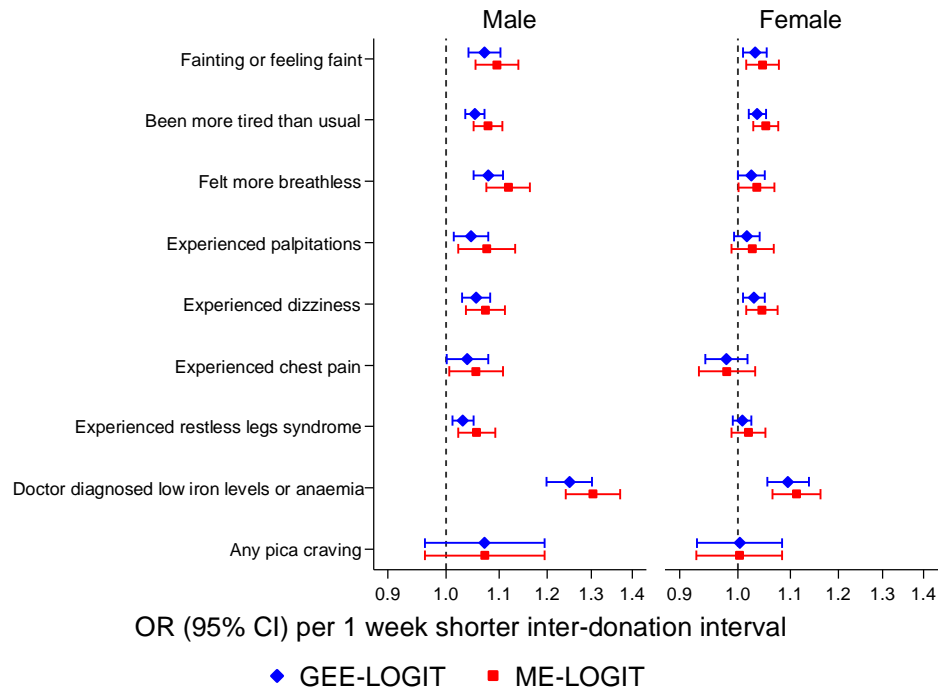 Male Female
Fainting or feeling faint
Been more tired than usual
Felt more breathless
Experienced palpitations
Experienced dizziness
Experienced chest pain
Experienced restless legs syndrome
Doctor diagnosed low iron levels or anaemia
Any pica craving
0.9 1.0 1.1 1.2 1.3 1.4 0.9 1.0 1.1 1.2 1.3 1.4
OR (95% CI) per 1 week shorter inter-donation interval
GEE-LOGIT ME-LOGIT